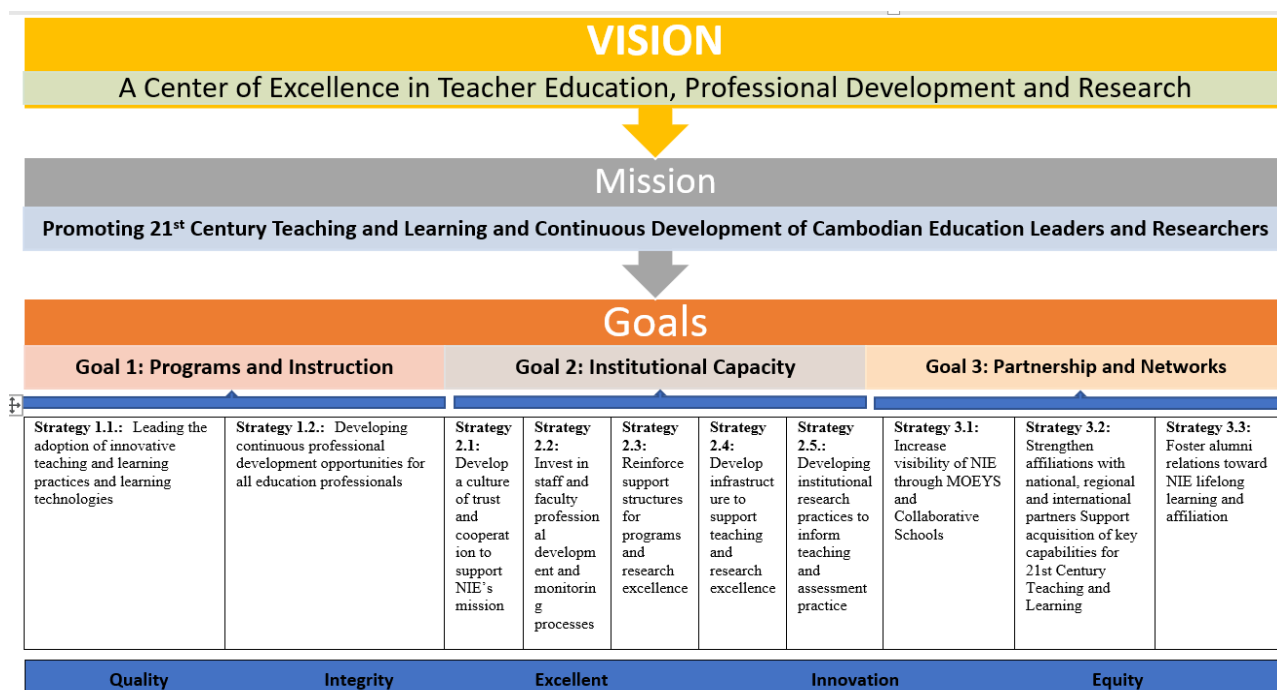 VISION
A Center of Excellence in Teacher Education, Professional Development and Research
Mission
Promoting 21st Century Teaching and Learning and Continuous Development of Cambodian Education Leaders and Researchers
Goals
Goal 1: Programs and Instruction
Goal 2: Institutional Capacity
Goal 3: Partnership and Networks
Strategy 1.1.: Leading the
adoption of innovative
teaching and learning
practices and learning
technologies
Strategy 1.2.: Developing
continuous professional
development opportunities for
all education professionals
Strategy
2.1:
Develop
a culture
of trust
and
cooperat
ion to
support
NIE’s
mission
Strategy
2.2:
Invest in
staff and
faculty
profession
al
developm
ent and
monitorin
g
processes
Strategy
2.3:
Reinforce
support
structures
for
programs
and
research
excellence
Strategy
2.4:
Develop
infrastruct
ure to
support
teaching
and
research
excellence
Strategy
2.5.:
Developing
institutional
research
practices to
inform
teaching
and
assessment
practice
Strategy 3.1:
Increase
visibility of NIE
through MOEYS
and
Collaborative
Schools
Strategy 3.2:
Strengthen
affiliations with
national, regional
and international
partners Support
acquisition of key
capabilities for
21st Century
Teaching and
Learning
Strategy 3.3:
Foster alumni
relations toward
NIE lifelong
learning and
affiliation
Quality Integrity Excellent Innovation Equity